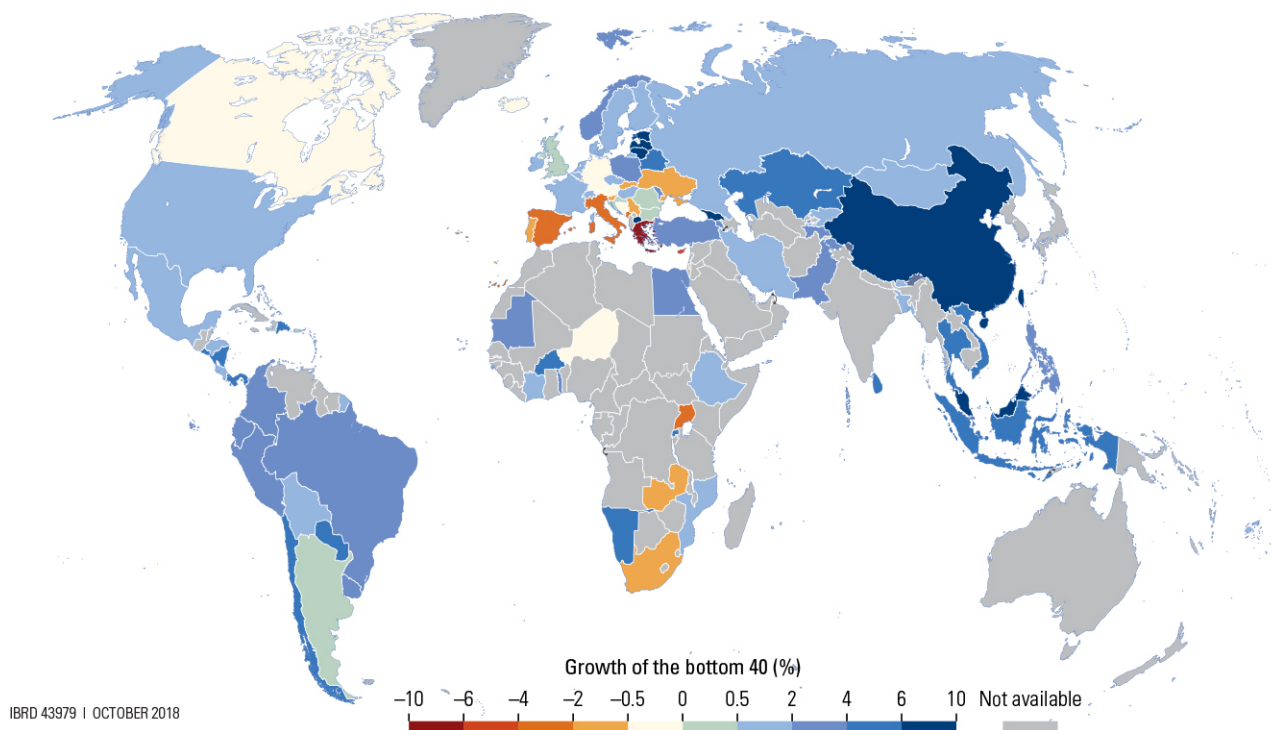 Growth of the bottom 40 (%)
–10 –6 –4 –2 –0.5 0 0.5 2 4 6 10 Not available
IBRD 43979 | OCTOBER 2018